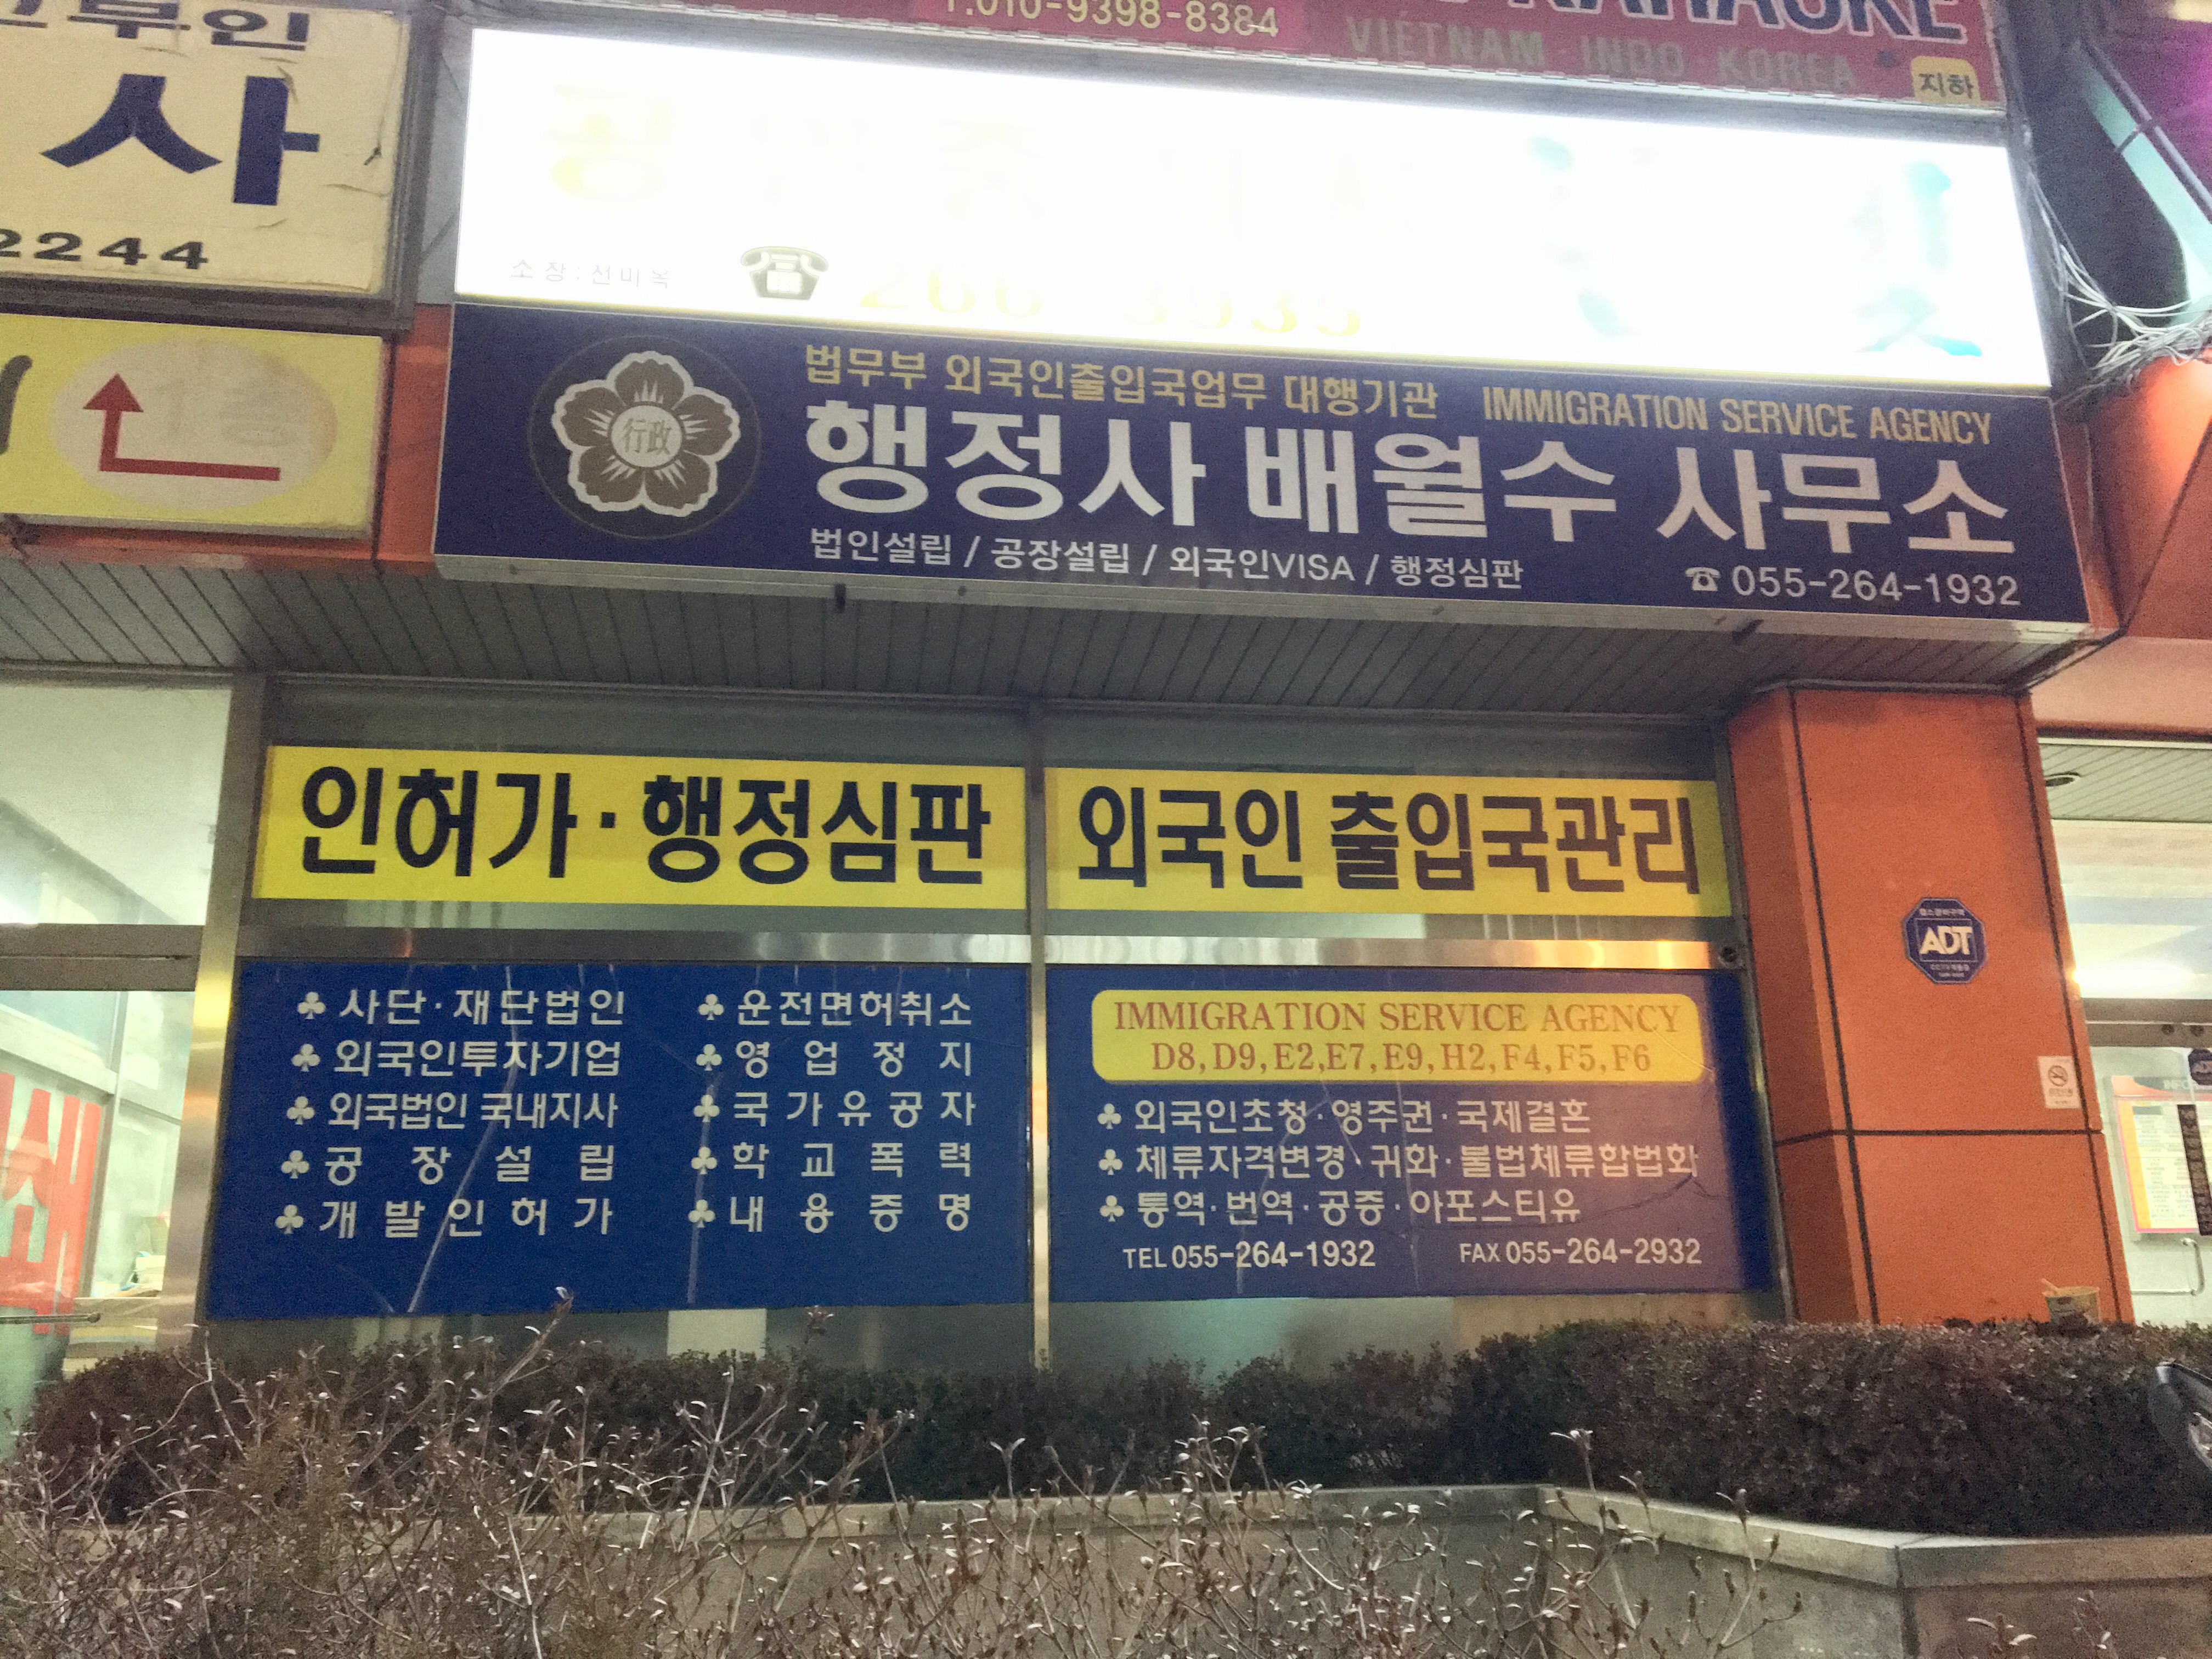 T.010-9398-8384
KARAOKE
VIETNAM INDO KOREA
지하
부인
사
2244
공
소장:전미옥
법무부 외국인출입국업무 대행기관 IMMIGRATION SERVICE AGENCY
行政
행정사 배월수 사무소
법인설립 / 공장설립 / 외국인VISA / 행정심판
☎ 055-264-1932
인허가·행정심판
외국인 출입국관리
♣ 사단·재단법인
♣ 외국인투자기업
♣ 외국법인 국내지사
♣ 공장설립
♣ 개발인허가
♣ 운전면허취소
♣ 영업정지
♣ 국가유공자
♣ 학교폭력
♣ 내용증명
IMMIGRATION SERVICE AGENCY
D8, D9, E2,E7, E9, H2, F4, F5, F6
♣ 외국인초청·영주권·국제결혼
♣ 체류자격변경·귀화·불법체류합법화
♣ 통역·번역·공증·아포스티유
TEL 055-264-1932 FAX 055-264-2932
ADT